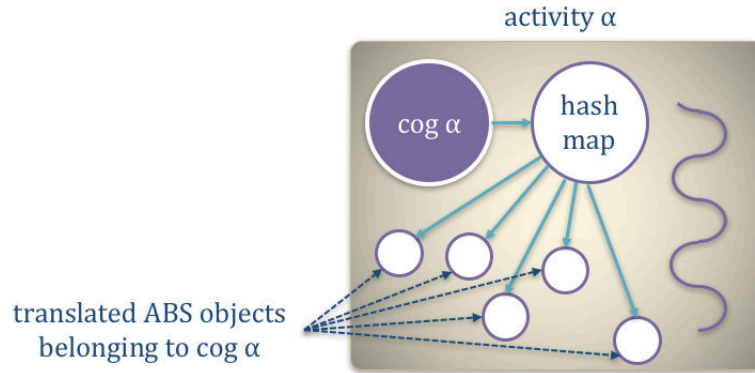 activity α
cog α
hash
map
translated ABS objects
belonging to cog α